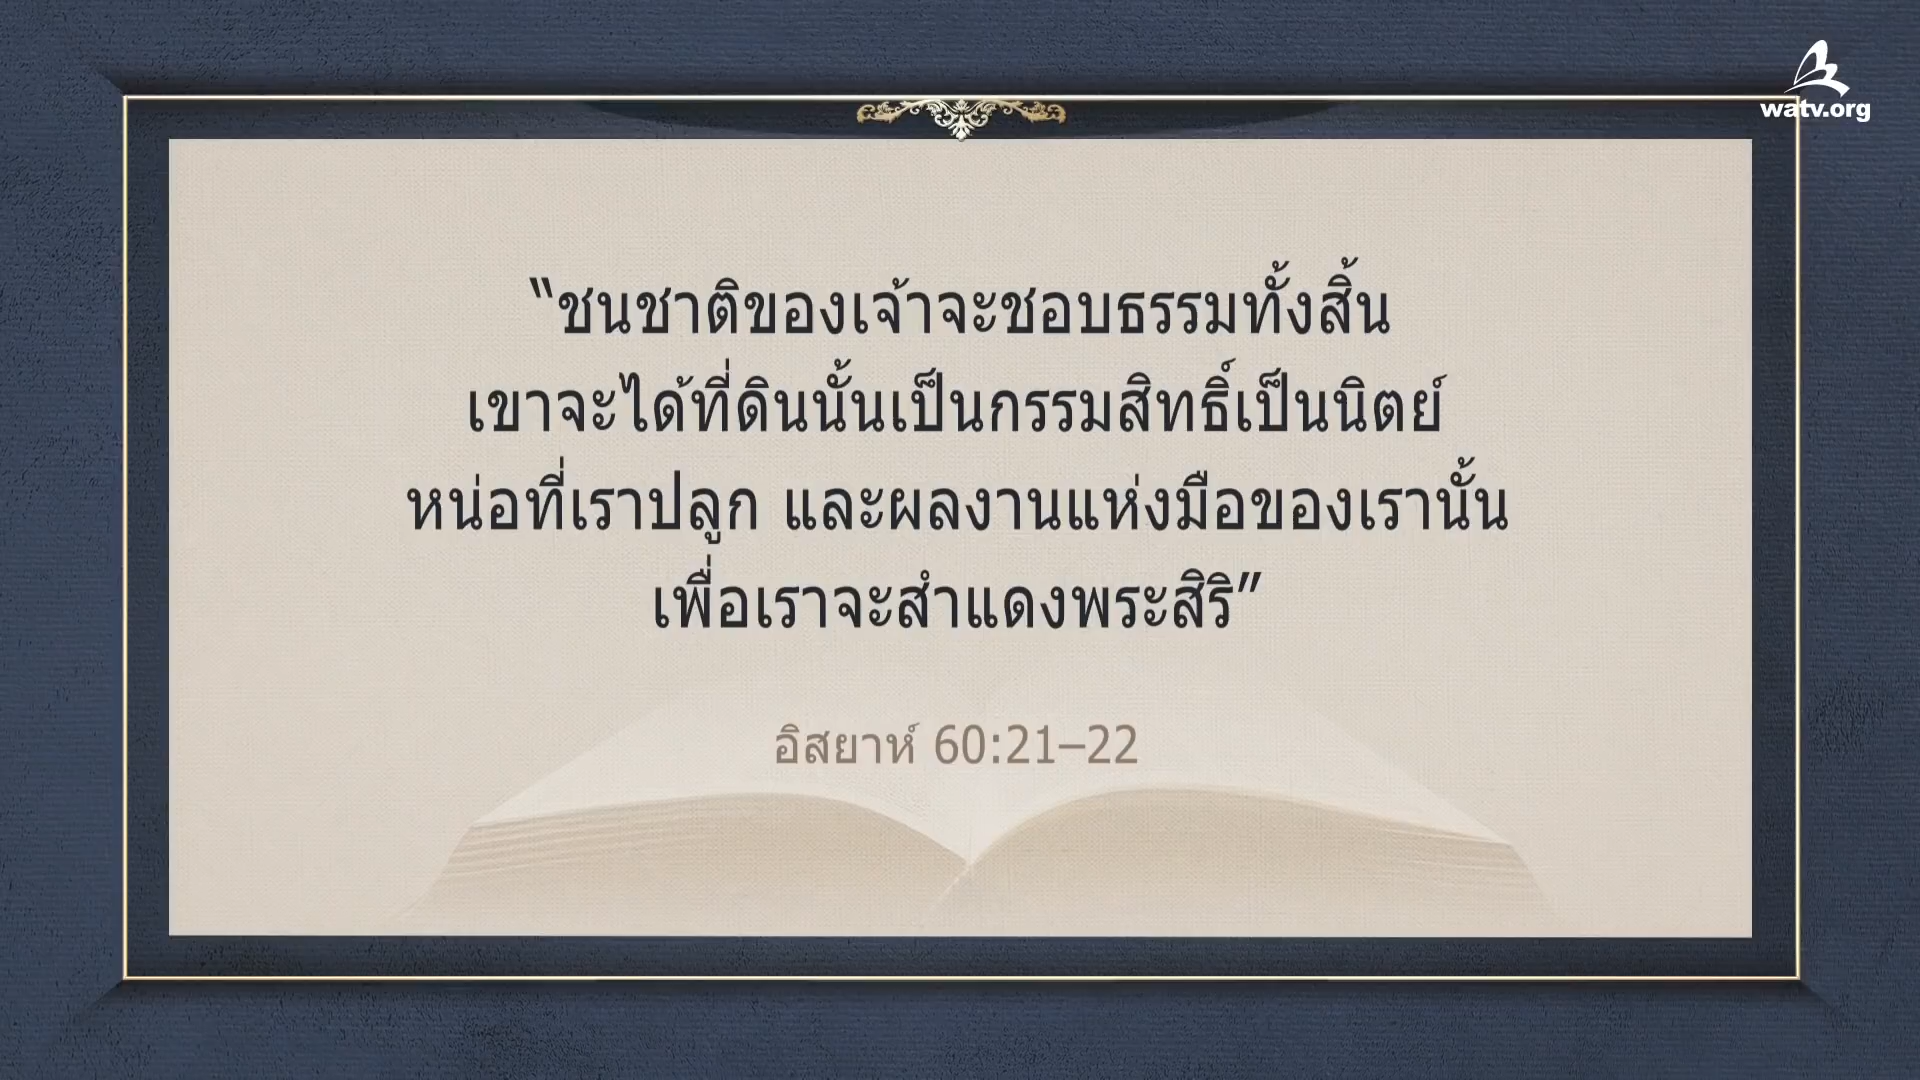 watv.org
“ชนชาติของเจ้าจะชอบธรรมทั้งสิ้น
เขาจะได้ที่ดินนั้นเป็นกรรมสิทธิ์เป็นนิตย์
หน่อที่เราปลูก และผลงานแห่งมือของเรานั้น
เพื่อเราจะสำแดงพระสิริ”
อิสยาห์ 60:21–22